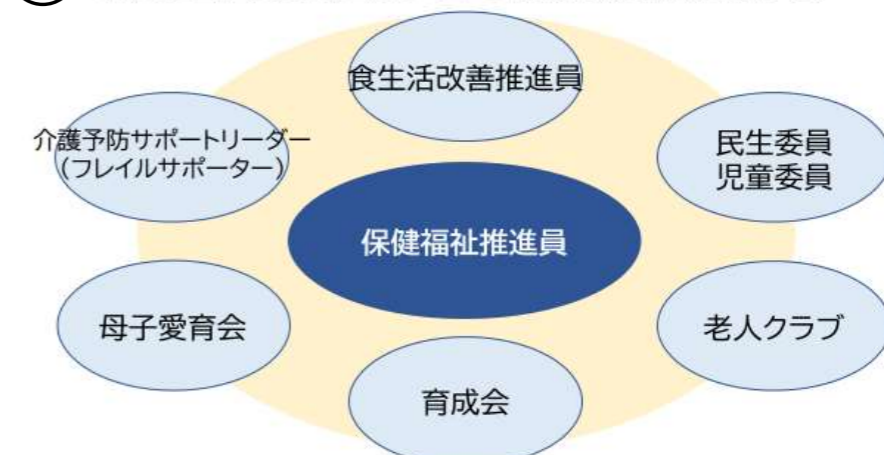 食生活改善推進員
介護予防サポートリーダー
(フレイルサポーター)
民生委員
児童委員
保健福祉推進員
母子愛育会
老人クラブ
育成会